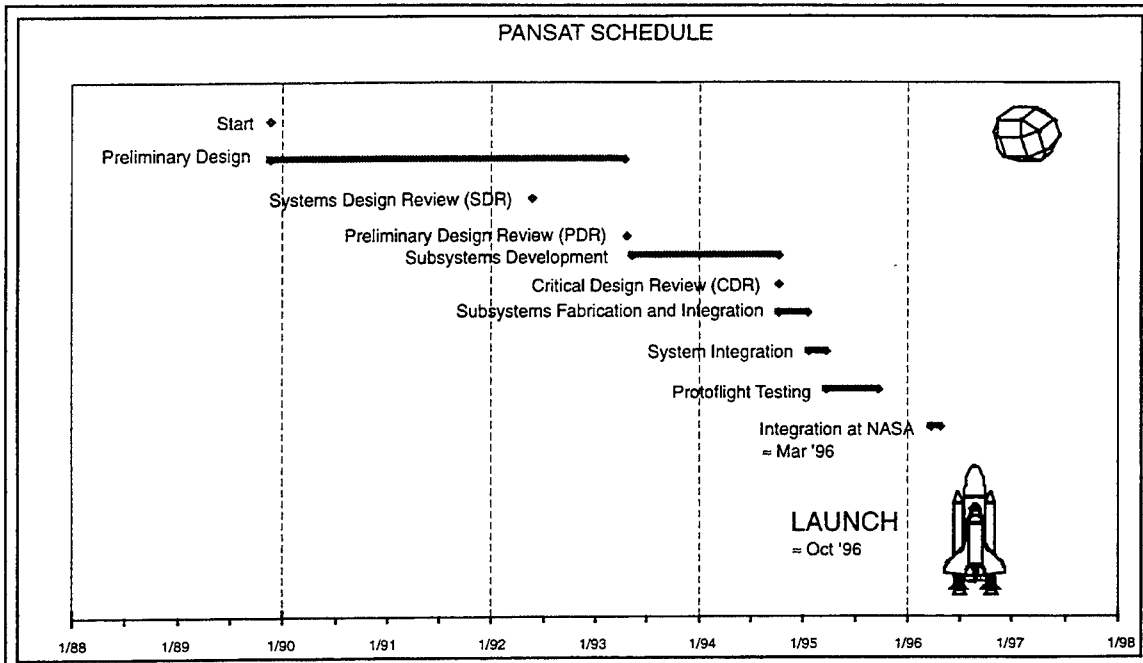 PANSAT SCHEDULE
Start
Preliminary Design
Systems Design Review (SDR)
Preliminary Design Review (PDR)
Subsystems Development
Critical Design Review (CDR)
Subsystems Fabrication and Integration
System Integration
Protoflight Testing
Integration at NASA
≈ Mar '96
LAUNCH
≈ Oct '96
1/88 1/89 1/90 1/91 1/92 1/93 1/94 1/95 1/96 1/97 1/98